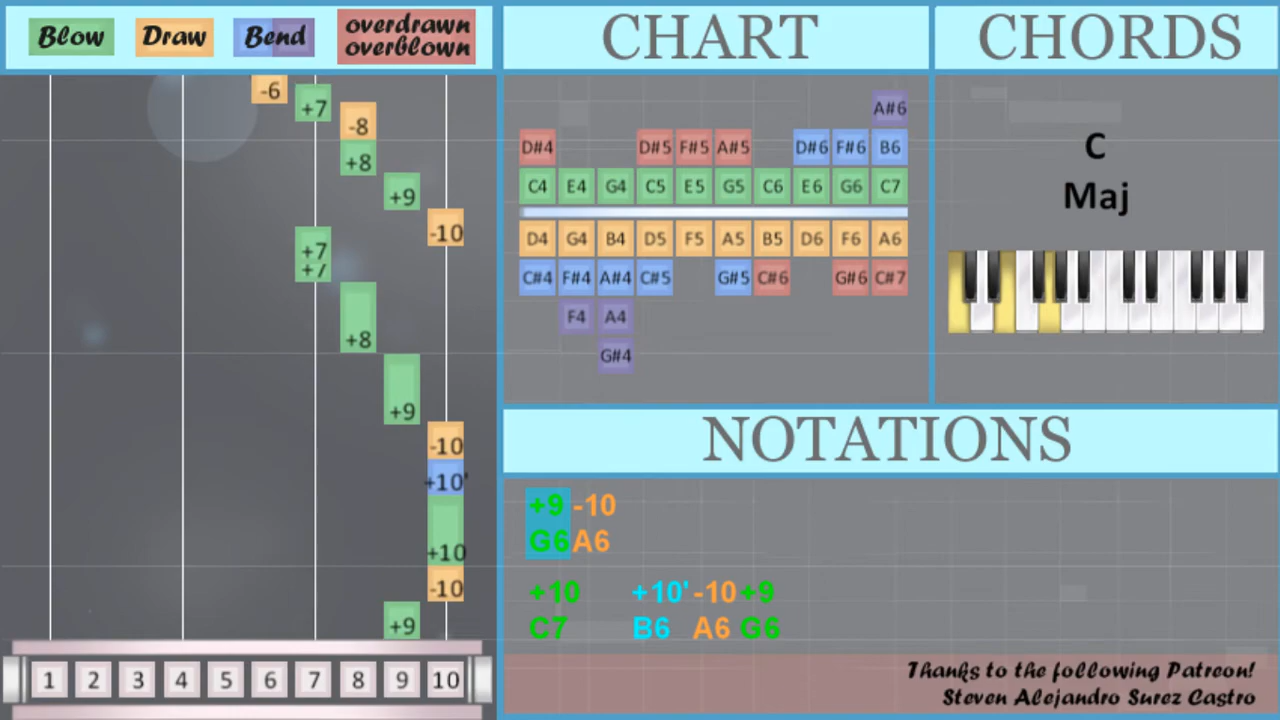 Blow Draw Bend overdrawn
overblown
CHART
CHORDS
-6
+7
-8
+8
+9
-10
+7
+7
+8
+9
-10
+10'
+10
-10
+9
1 2 3 4 5 6 7 8 9 10
A#6
D#4 D#5 F#5 A#5 D#6 F#6 B6
C4 E4 G4 C5 E5 G5 C6 E6 G6 C7
D4 G4 B4 D5 F5 A5 B5 D6 F6 A6
C#4 F#4 A#4 C#5 G#5 C#6 G#6 C#7
F4 A4
G#4
C
Maj
NOTATIONS
+9 -10
G6 A6
+10 +10' -10 +9
C7 B6 A6 G6
Thanks to the following Patreon!
Steven Alejandro Surez Castro